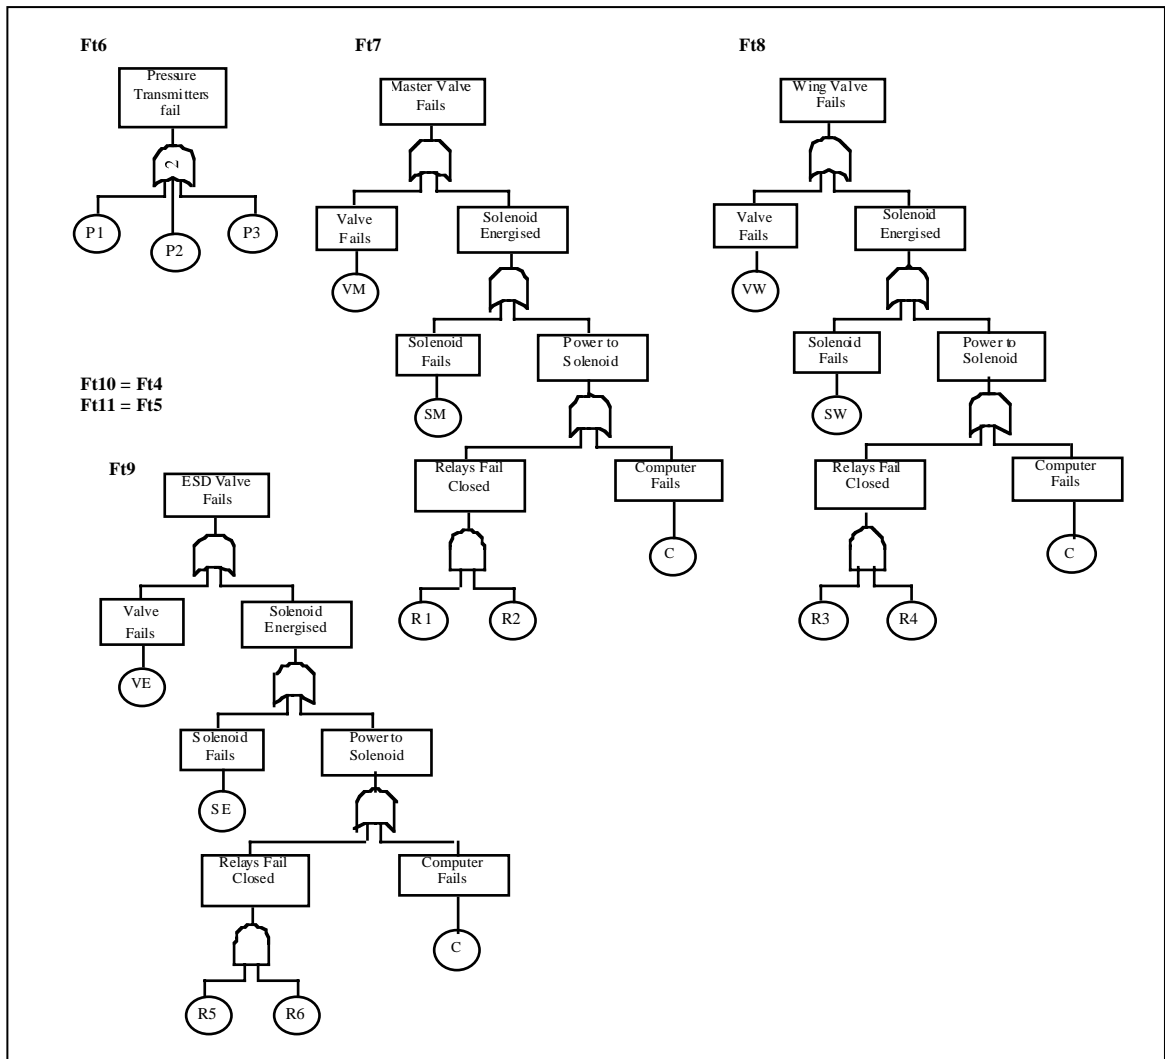 Ft6
Pressure
Transmitters
fail
2
P1
P2
P3
Ft7
Master Valve
Fails
Valve
Fails
VM
Solenoid
Energised
Solenoid
Fails
SM
Power to
Solenoid
Relays Fail
Closed
R1
R2
Computer
Fails
C
Ft8
Wing Valve
Fails
Valve
Fails
VW
Solenoid
Energised
Solenoid
Fails
SW
Power to
Solenoid
Relays Fail
Closed
R3
R4
Computer
Fails
C
Ft10 = Ft4
Ft11 = Ft5
Ft9
ESD Valve
Fails
Valve
Fails
VE
Solenoid
Energised
Solenoid
Fails
SE
Power to
Solenoid
Relays Fail
Closed
R5
R6
Computer
Fails
C